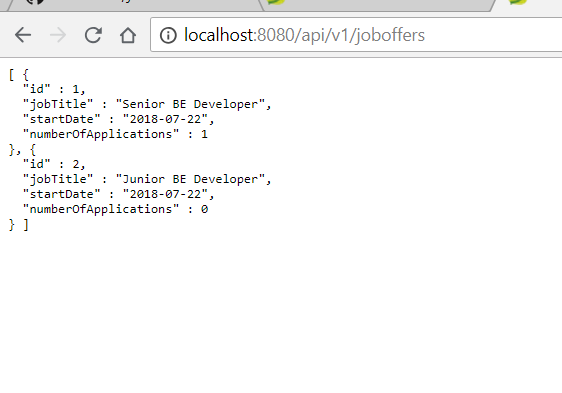 localhost:8080/api/v1/joboffers
[ {
  "id" : 1,
  "jobTitle" : "Senior BE Developer",
  "startDate" : "2018-07-22",
  "numberOfApplications" : 1
}, {
  "id" : 2,
  "jobTitle" : "Junior BE Developer",
  "startDate" : "2018-07-22",
  "numberOfApplications" : 0
} ]